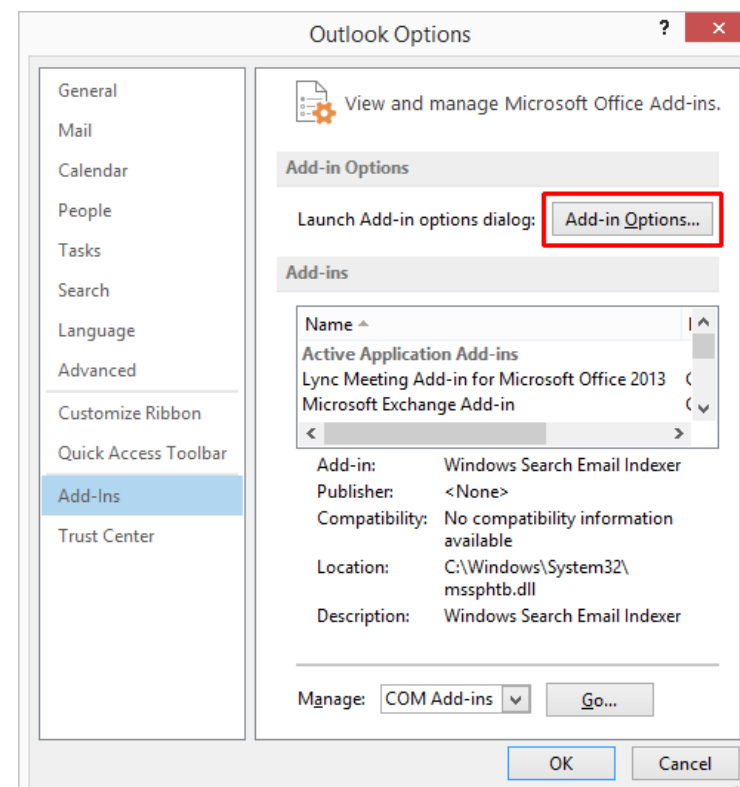 Outlook Options
?
General
Mail
Calendar
People
Tasks
Search
Language
Advanced
Customize Ribbon
Quick Access Toolbar
Add-Ins
Trust Center
View and manage Microsoft Office Add-ins.
Add-in Options
Launch Add-in options dialog: Add-in Options...
Add-ins
Name
Active Application Add-ins
Lync Meeting Add-in for Microsoft Office 2013
Microsoft Exchange Add-in
Add-in: Windows Search Email Indexer
Publisher: <None>
Compatibility: No compatibility information
available
Location: C:\Windows\System32\
mssphtb.dll
Description: Windows Search Email Indexer
Manage: COM Add-ins Go...
OK Cancel